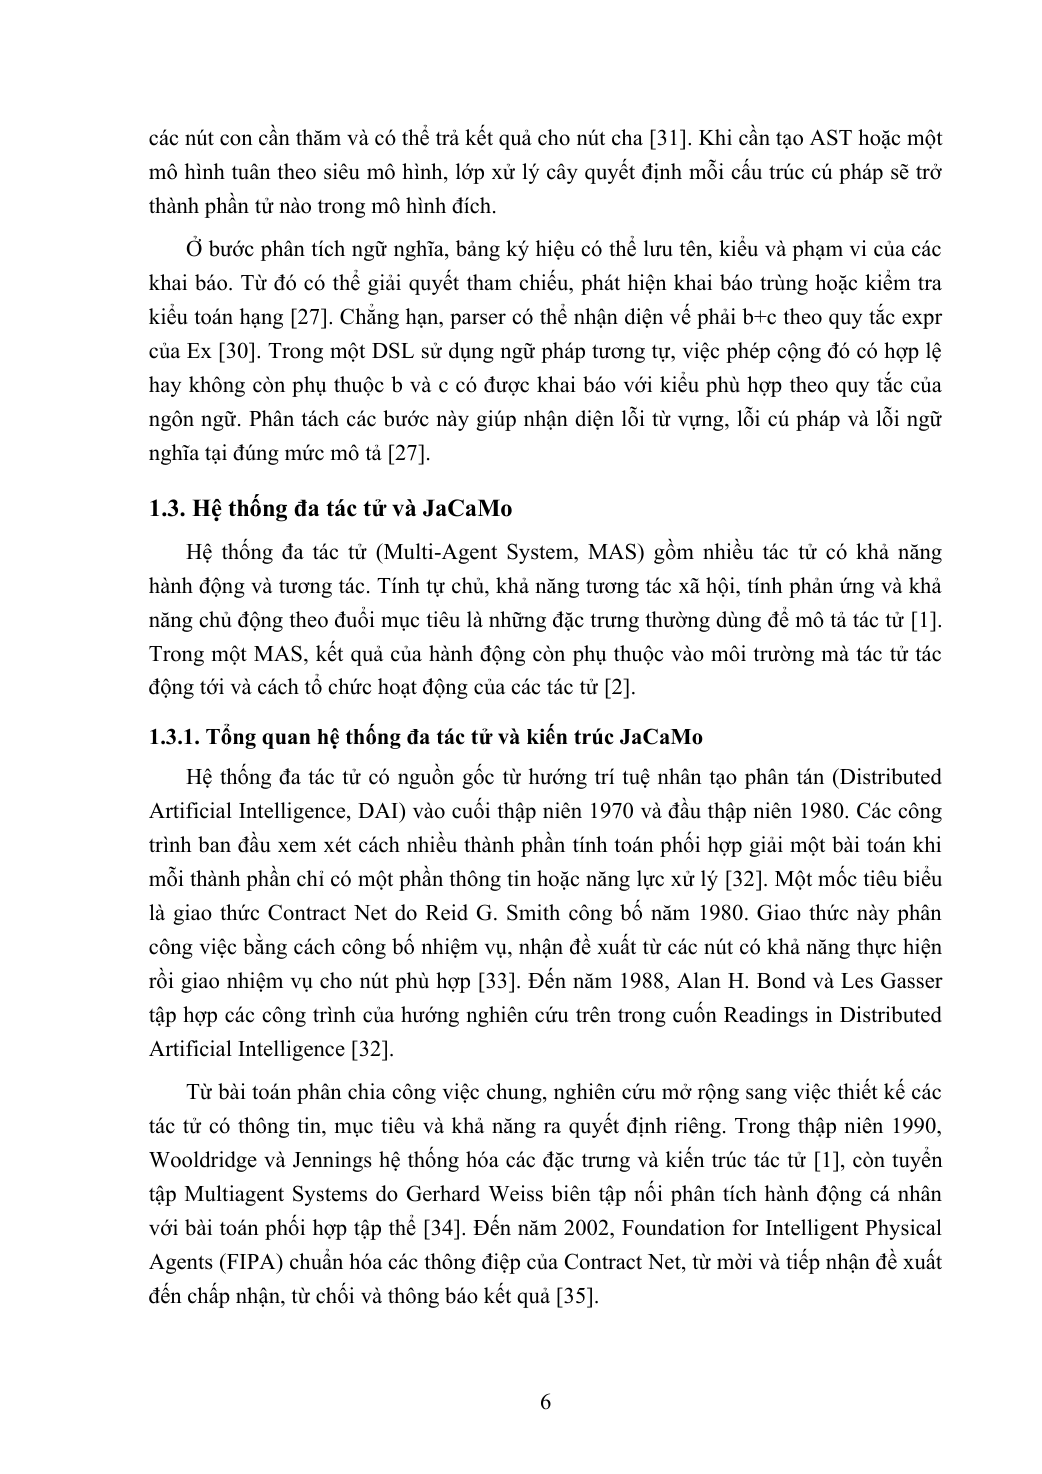 các nút con cần thăm và có thể trả kết quả cho nút cha [31]. Khi cần tạo AST hoặc một
mô hình tuân theo siêu mô hình, lớp xử lý cây quyết định mỗi cấu trúc cú pháp sẽ trở
thành phần tử nào trong mô hình đích.
Ở bước phân tích ngữ nghĩa, bảng ký hiệu có thể lưu tên, kiểu và phạm vi của các
khai báo. Từ đó có thể giải quyết tham chiếu, phát hiện khai báo trùng hoặc kiểm tra
kiểu toán hạng [27]. Chẳng hạn, parser có thể nhận diện vế phải b+c theo quy tắc expr
của Ex [30]. Trong một DSL sử dụng ngữ pháp tương tự, việc phép cộng đó có hợp lệ
hay không còn phụ thuộc b và c có được khai báo với kiểu phù hợp theo quy tắc của
ngôn ngữ. Phân tách các bước này giúp nhận diện lỗi từ vựng, lỗi cú pháp và lỗi ngữ
nghĩa tại đúng mức mô tả [27].
1.3. Hệ thống đa tác tử và JaCaMo
Hệ thống đa tác tử (Multi-Agent System, MAS) gồm nhiều tác tử có khả năng
hành động và tương tác. Tính tự chủ, khả năng tương tác xã hội, tính phản ứng và khả
năng chủ động theo đuổi mục tiêu là những đặc trưng thường dùng để mô tả tác tử [1].
Trong một MAS, kết quả của hành động còn phụ thuộc vào môi trường mà tác tử tác
động tới và cách tổ chức hoạt động của các tác tử [2].
1.3.1. Tổng quan hệ thống đa tác tử và kiến trúc JaCaMo
Hệ thống đa tác tử có nguồn gốc từ hướng trí tuệ nhân tạo phân tán (Distributed
Artificial Intelligence, DAI) vào cuối thập niên 1970 và đầu thập niên 1980. Các công
trình ban đầu xem xét cách nhiều thành phần tính toán phối hợp giải một bài toán khi
mỗi thành phần chỉ có một phần thông tin hoặc năng lực xử lý [32]. Một mốc tiêu biểu
là giao thức Contract Net do Reid G. Smith công bố năm 1980. Giao thức này phân
công việc bằng cách công bố nhiệm vụ, nhận đề xuất từ các nút có khả năng thực hiện
rồi giao nhiệm vụ cho nút phù hợp [33]. Đến năm 1988, Alan H. Bond và Les Gasser
tập hợp các công trình của hướng nghiên cứu trên trong cuốn Readings in Distributed
Artificial Intelligence [32].
Từ bài toán phân chia công việc chung, nghiên cứu mở rộng sang việc thiết kế các
tác tử có thông tin, mục tiêu và khả năng ra quyết định riêng. Trong thập niên 1990,
Wooldridge và Jennings hệ thống hóa các đặc trưng và kiến trúc tác tử [1], còn tuyển
tập Multiagent Systems do Gerhard Weiss biên tập nối phân tích hành động cá nhân
với bài toán phối hợp tập thể [34]. Đến năm 2002, Foundation for Intelligent Physical
Agents (FIPA) chuẩn hóa các thông điệp của Contract Net, từ mời và tiếp nhận đề xuất
đến chấp nhận, từ chối và thông báo kết quả [35].
6